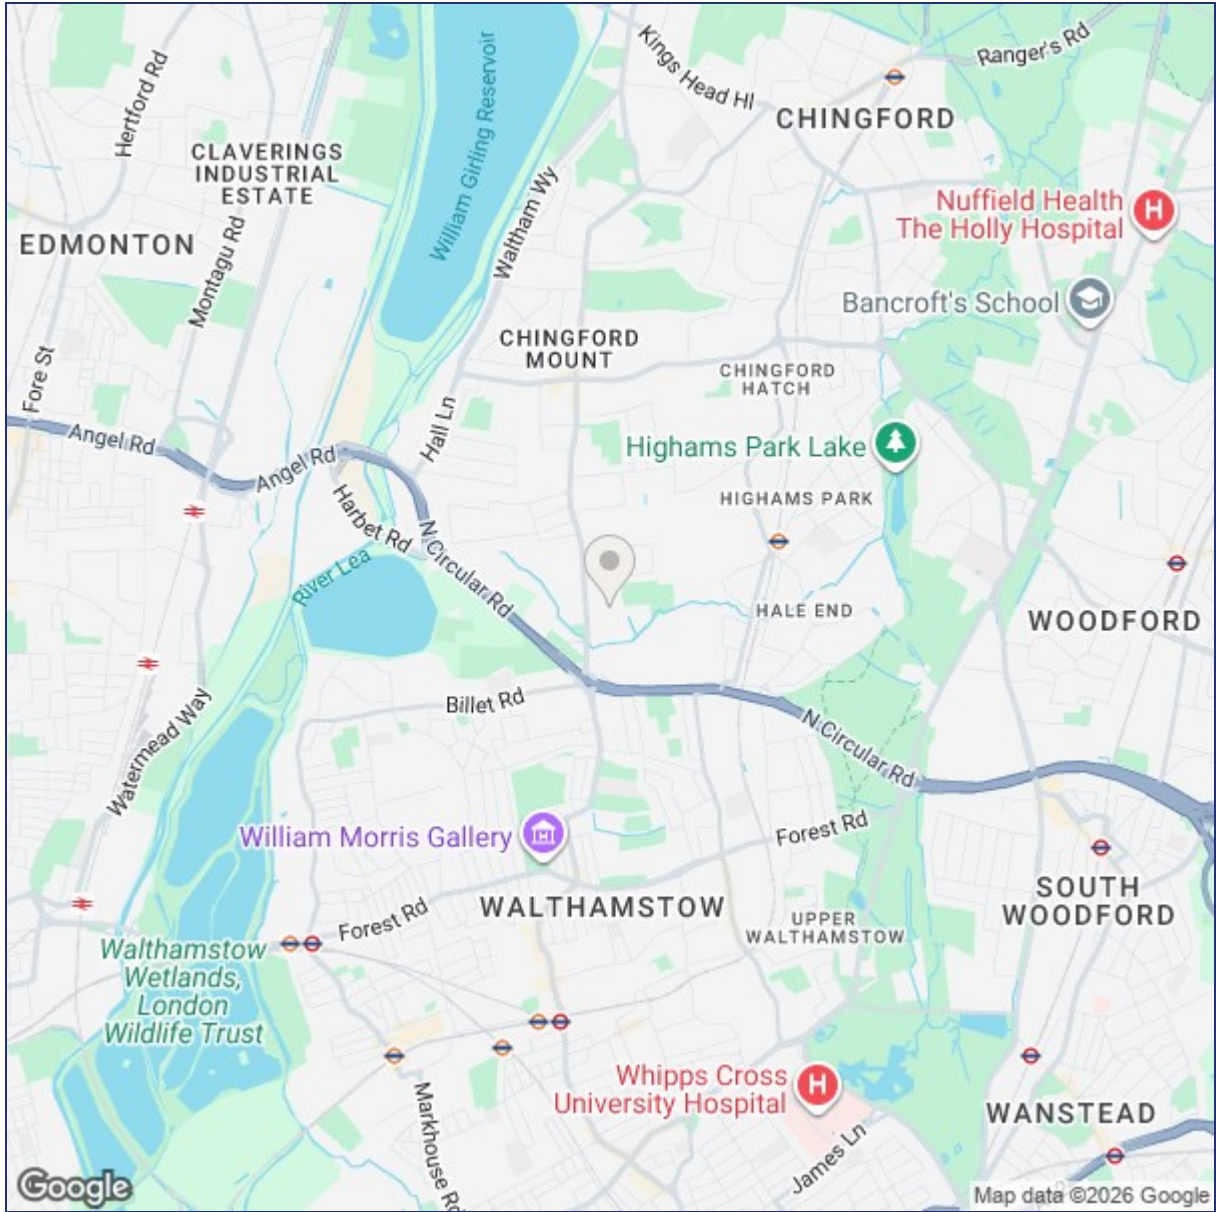 Kings Head Hl
Ranger's Rd
Hertford Rd
CHINGFORD
CLAVERINGS
INDUSTRIAL
ESTATE
William Girling Reservoir
Waltham Wy
Nuffield Health
The Holly Hospital
H
EDMONTON
Montagu Rd
Bancroft's School
CHINGFORD
MOUNT
CHINGFORD
HATCH
Fore St
Hall Ln
Angel Rd
Angel Rd
Highams Park Lake
HIGHAMS PARK
Harbet Rd
N Circular Rd
River Lea
HALE END
WOODFORD
Billet Rd
Watermead Way
N Circular Rd
William Morris Gallery
Forest Rd
SOUTH
WOODFORD
Forest Rd
WALTHAMSTOW
UPPER
WALTHAMSTOW
Walthamstow
Wetlands,
London
Wildlife Trust
Whipps Cross
University Hospital
H
Markhouse Rd
James Ln
WANSTEAD
Google
Map data ©2026 Google